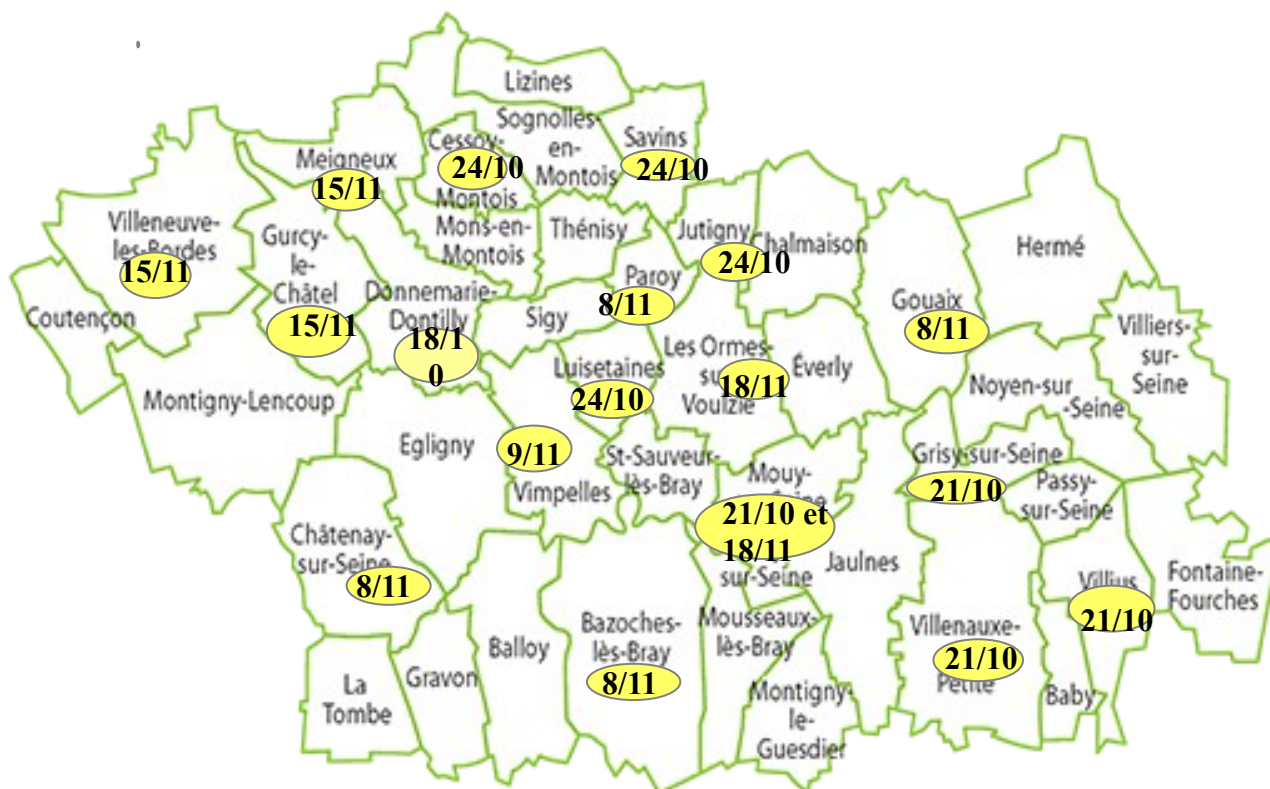 Lizines
Sognolles-
en-
Montois
Savins
24/10
Cessoy-
24/10
Montois
Meigneux
15/11
Mons-en-
Montois
Thénisy
Jutigny
24/10
Chalmaison
Hermé
Villeneuve-
les-Bordes
15/11
Gurcy-
le-
Châtel
15/11
Donnemarie-
Dontilly
18/1
0
Coutençon
Sigy
Paroy
8/11
Gouaix
8/11
Villiers-
sur-
Seine
Luisetaines
24/10
Les Ormes-
sur
Voulzie
18/11
Éverly
Noyen-sur
-Seine
Montigny-Lencoup
Egligny
9/11
Vimpelles
St-Sauveur-
lès-Bray
Mouy-
21/10 et
18/11
sur-Seine
Grisy-sur-Seine
21/10
Passy-
sur-Seine
Châtenay-
sur-Seine
8/11
Jaulnes
Villenauxe-
21/10
Petite
21/10
Fontaine-
Fourches
Balloy
Bazoches-
lès-Bray
8/11
Mousseaux-
lès-Bray
La
Tombe
Gravon
Montigny-
le-
Guesdier
Baby